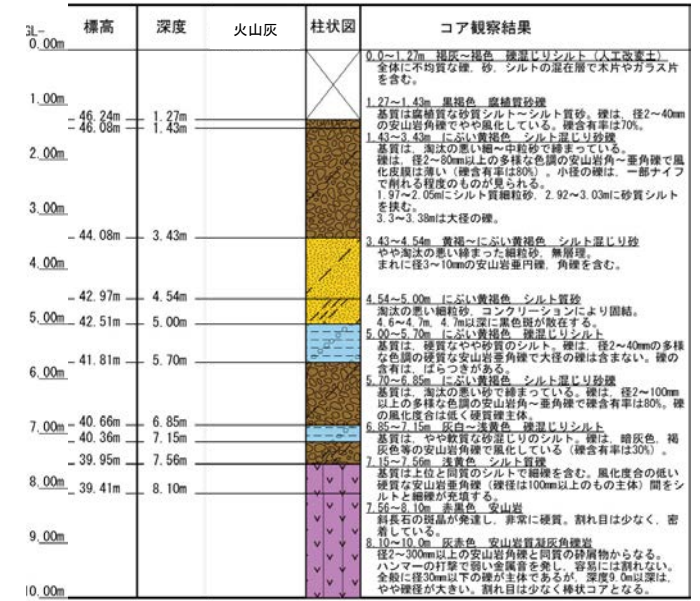 標高 深度 火山灰 柱状図 コア観察結果
GL-
0.00m
1.00m
2.00m
3.00m
4.00m
5.00m
6.00m
7.00m
8.00m
9.00m
10.00m
46.24m 1.27m
46.08m 1.43m
44.08m 3.43m
42.97m 4.54m
42.51m 5.00m
41.81m 5.70m
40.66m 6.85m
40.36m 7.15m
39.95m 7.56m
39.41m 8.10m
0.0～1.27m 褐灰～褐色 礫混じりシルト（人工改変土）
全体に不均質な礫、砂、シルトの混在層で木片やガラス片
を含む。
1.27～1.43m 黒褐色 腐植質砂礫
基質は腐植質な砂質シルト～シルト質砂。礫は、径2～40mm
の安山岩角礫でやや風化している。礫含有率は70%。
1.43～3.43m にぶい黄褐色 シルト混じり砂礫
基質は、淘汰の悪い細～中粒砂で締まっている。
礫は、径2～80mm以上の多様な色調の安山岩角～亜角礫で風
化皮膜は薄い（礫含有率は80%）。小径の礫は、一部ナイフ
で削れる程度のものが見られる。
1.97～2.05mにシルト質細粒砂、2.92～3.03mに砂質シルト
を挟む。
3.3～3.38mは大径の礫。
3.43～4.54m 黄褐～にぶい黄褐色 シルト混じり砂
やや淘汰の悪い締まった細粒砂、無層理。
まれに径3～10mmの安山岩亜円礫、角礫を含む。
4.54～5.00m にぶい黄褐色 シルト質砂
淘汰の悪い細粒砂、コンクリーションにより固結。
4.6～4.7m、4.7m以深に黒色斑が散在する。
5.00～5.70m にぶい黄褐色 礫混じりシルト
基質は、硬質なやや砂質のシルト。礫は、径2～40mmの多様
な色調の硬質な安山岩亜角礫で大径の礫は含まない。礫の
含有は、ばらつきがある。
5.70～6.85m にぶい黄褐色 シルト混じり砂礫
基質は、淘汰の悪い砂で締まっている。礫は、径2～100mm
以上の多様な色調の安山岩角～亜角礫で礫含有率は80%。礫
の風化度合は低く硬質礫主体。
6.85～7.15m 灰白～浅黄色 礫混じりシルト
基質は、やや軟質な砂混じりのシルト。礫は、暗灰色、褐
灰色等の安山岩角礫で風化している（礫含有率は30%）。
7.15～7.56m 浅黄色 シルト質礫
基質は上位と同質のシルトで細礫を含む。風化度合の低い
硬質な安山岩亜角礫（礫径は100mm以上のもの主体）間をシ
ルトと細礫が充填する。
7.56～8.10m 赤黒色 安山岩
斜長石の斑晶が発達し、非常に硬質。割れ目は少なく、密
着している。
8.10～10.0m 灰赤色 安山岩質凝灰角礫岩
径2～300mm以上の安山岩角礫と同質の砕屑物からなる。
ハンマーの打撃で弱い金属音を発し、容易には割れない。
全般に径30mm以下の礫が主体であるが、深度9.0m以深は、
やや礫径が大きい。割れ目は少なく棒状コアとなる。